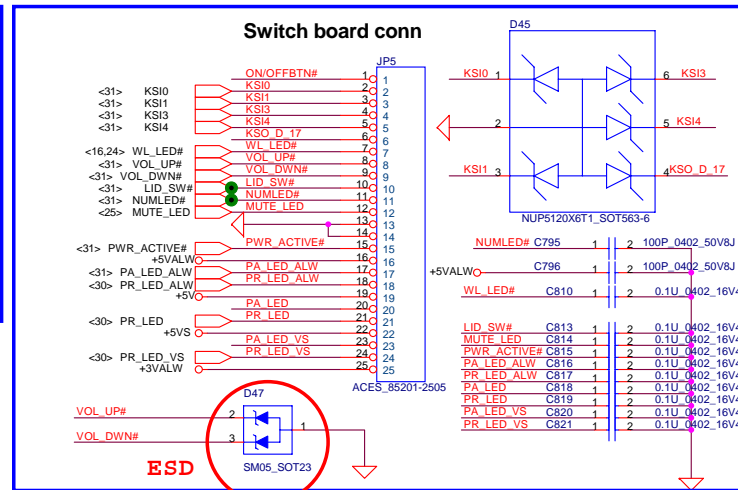 Switch board conn
JP5
ON/OFFBTN# 1 1
<31> KSI0 KSI0 2 2
<31> KSI1 KSI1 3 3
<31> KSI3 KSI3 4 4
<31> KSI4 KSI4 5 5
KSO_D_17 6 6
<16,24> WL_LED# WL_LED# 7 7
<31> VOL_UP# VOL_UP# 8 8
<31> VOL_DWN# VOL_DWN# 9 9
<31> LID_SW# LID_SW# 10 10
<31> NUMLED# NUMLED# 11 11
<25> MUTE_LED MUTE_LED 12 12
13 13
14 14
<31> PWR_ACTIVE# PWR_ACTIVE# 15 15
+5VALW 16 16
<31> PA_LED_ALW PA_LED_ALW 17 17
<30> PR_LED_ALW PR_LED_ALW 18 18
+5V 19 19
PA_LED 20 20
<30> PR_LED PR_LED 21 21
+5VS 22 22
PA_LED_VS 23 23
<30> PR_LED_VS PR_LED_VS 24 24
+3VALW 25 25
ACES_85201-2505
D45
KSI0 1 6 KSI3
2 5 KSI4
KSI1 3 4 KSO_D_17
NUP5120X6T1_SOT563-6
NUMLED# C795 1 2 100P_0402_50V8J
+5VALW C796 1 2 100P_0402_50V8J
WL_LED# C810 1 2 0.1U_0402_16V4
LID_SW# C813 1 2 0.1U_0402_16V4
MUTE_LED C814 1 2 0.1U_0402_16V4
PWR_ACTIVE# C815 1 2 0.1U_0402_16V4
PA_LED_ALW C816 1 2 0.1U_0402_16V4
PR_LED_ALW C817 1 2 0.1U_0402_16V4
PA_LED C818 1 2 0.1U_0402_16V4
PR_LED C819 1 2 0.1U_0402_16V4
PA_LED_VS C820 1 2 0.1U_0402_16V4
PR_LED_VS C821 1 2 0.1U_0402_16V4
D47
VOL_UP# 2
1
VOL_DWN# 3
ESD
SM05_SOT23